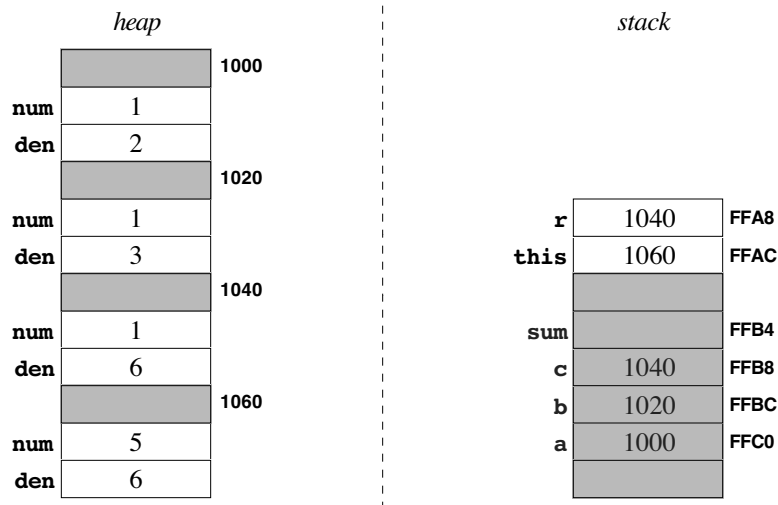 heap stack
1000
num 1
den 2
1020
num 1
den 3
r 1040 FFA8
this 1060 FFAC
1040
num 1
den 6
sum FFB4
c 1040 FFB8
1060
b 1020 FFBC
num 5
a 1000 FFC0
den 6